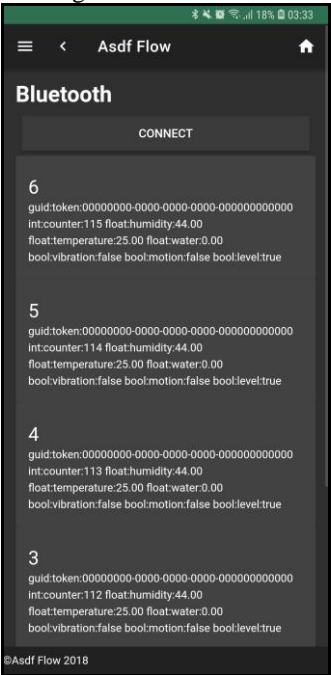 18% 03:33
Asdf Flow
Bluetooth
CONNECT
6
guid:token:00000000-0000-0000-0000-000000000000
int:counter:115 float:humidity:44.00
float:temperature:25.00 float:water:0.00
bool:vibration:false bool:motion:false bool:level:true
5
guid:token:00000000-0000-0000-0000-000000000000
int:counter:114 float:humidity:44.00
float:temperature:25.00 float:water:0.00
bool:vibration:false bool:motion:false bool:level:true
4
guid:token:00000000-0000-0000-0000-000000000000
int:counter:113 float:humidity:44.00
float:temperature:25.00 float:water:0.00
bool:vibration:false bool:motion:false bool:level:true
3
guid:token:00000000-0000-0000-0000-000000000000
int:counter:112 float:humidity:44.00
float:temperature:25.00 float:water:0.00
bool:vibration:false bool:motion:false bool:level:true
©Asdf Flow 2018